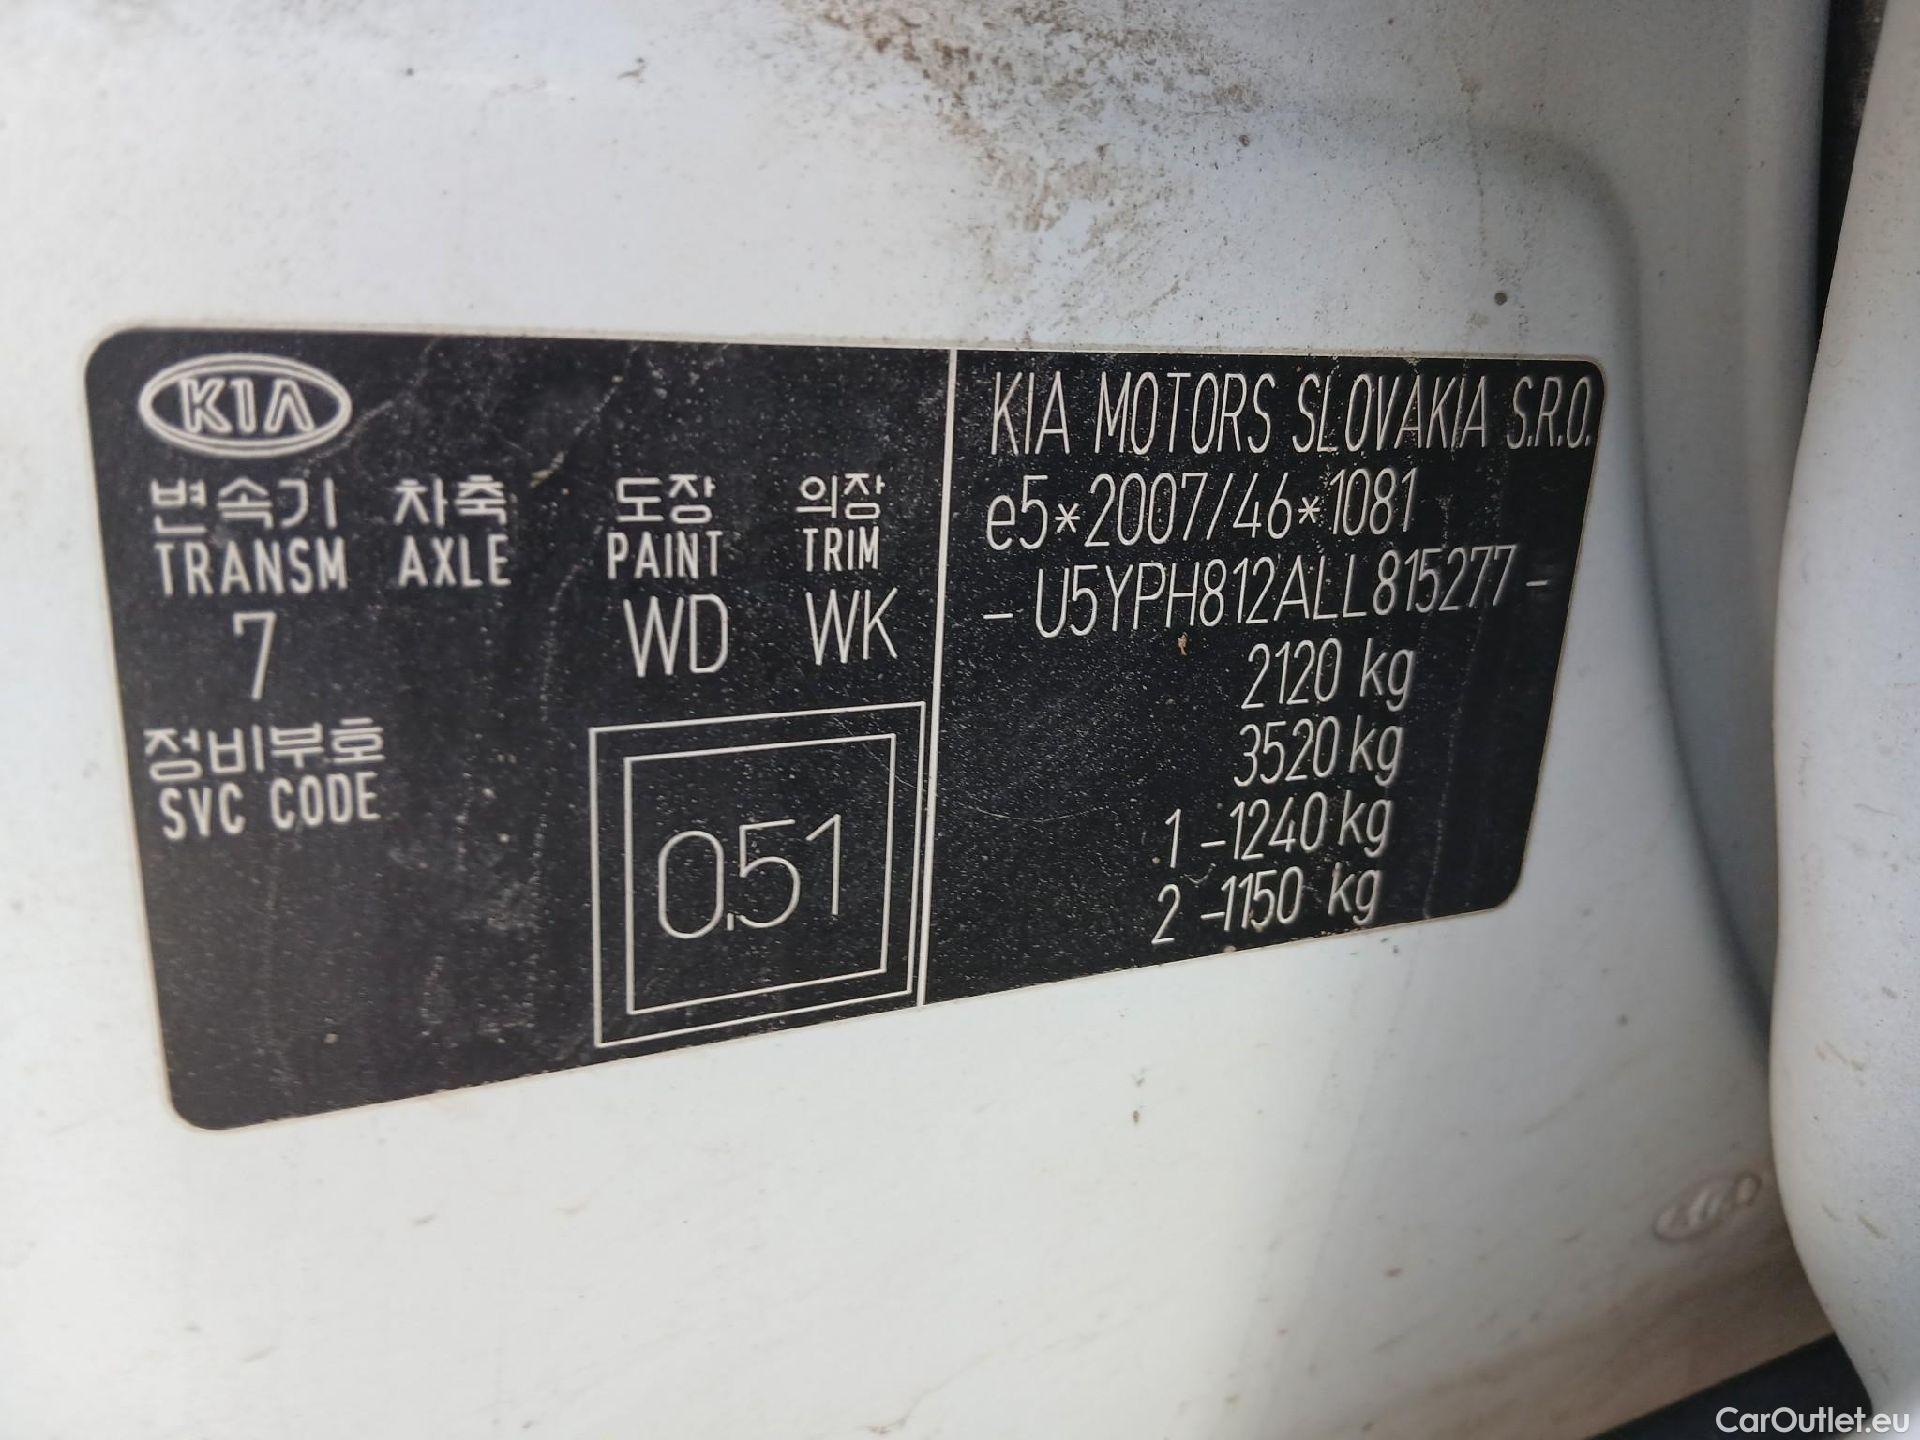 KIA
변속기 차축 도장 의장
TRANSM AXLE PAINT TRIM
7 WD WK
정비부호
SVC CODE
0.51
KIA MOTORS SLOVAKIA S.R.O.
e5*2007/46*1081
- U5YPH812ALL815277 -
2120 kg
3520 kg
1 - 1240 kg
2 - 1150 kg
CarOutlet.eu